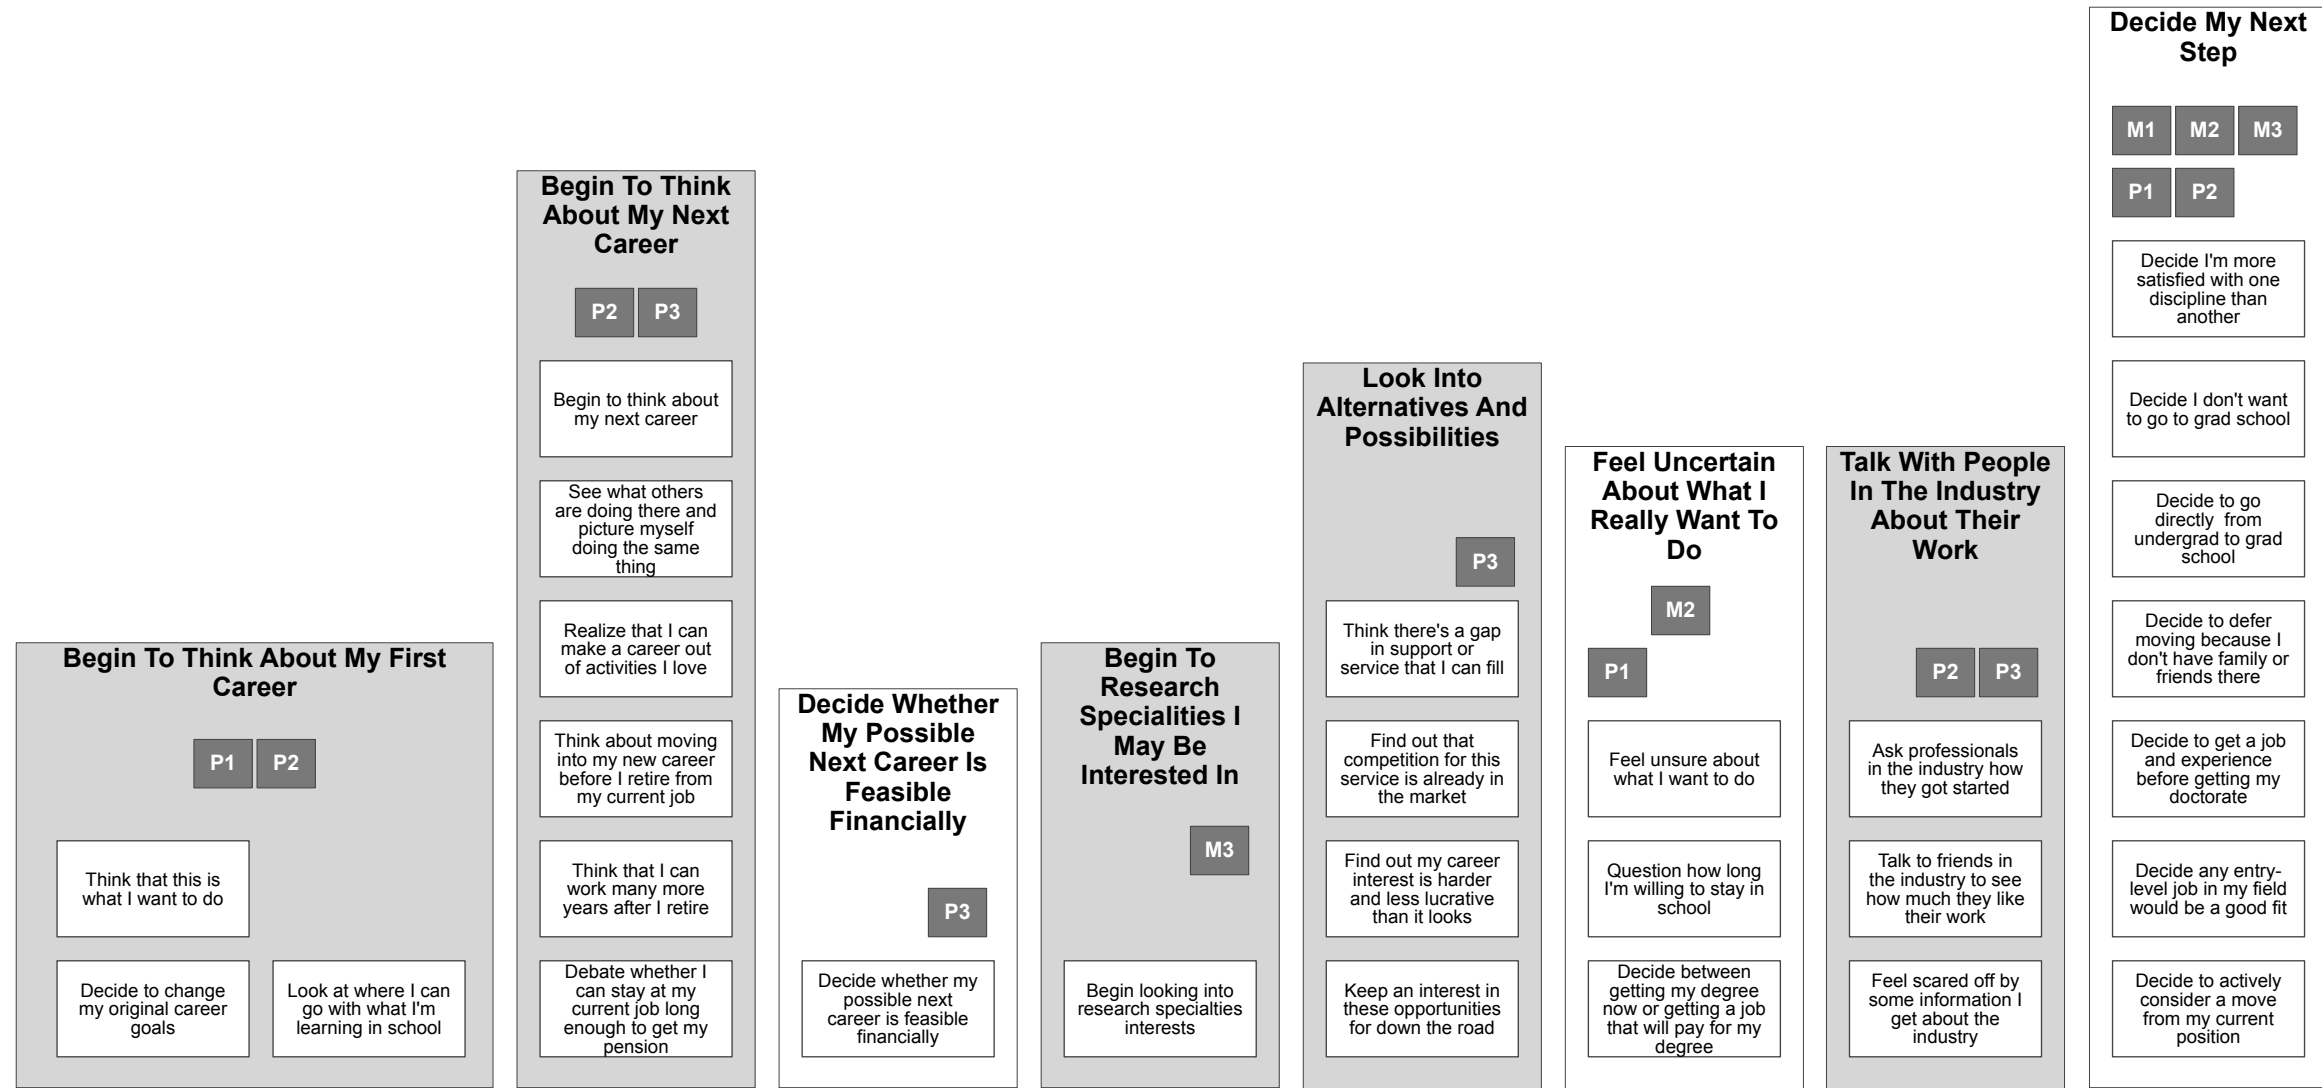 Begin To Think About My First
Career
P1 P2
Think that this is
what I want to do
Decide to change
my original career
goals
Look at where I can
go with what I'm
learning in school
Begin To Think
About My Next
Career
P2 P3
Begin to think about
my next career
See what others
are doing there and
picture myself
doing the same
thing
Realize that I can
make a career out
of activities I love
Think about moving
into my new career
before I retire from
my current job
Think that I can
work many more
years after I retire
Debate whether I
can stay at my
current job long
enough to get my
pension
Decide Whether
My Possible
Next Career Is
Feasible
Financially
P3
Decide whether my
possible next
career is feasible
financially
Begin To
Research
Specialities I
May Be
Interested In
M3
Begin looking into
research specialties
interests
Look Into
Alternatives And
Possibilities
P3
Think there's a gap
in support or
service that I can fill
Find out that
competition for this
service is already in
the market
Find out my career
interest is harder
and less lucrative
than it looks
Keep an interest in
these opportunities
for down the road
Feel Uncertain
About What I
Really Want To
Do
M2
P1
Feel unsure about
what I want to do
Question how long
I'm willing to stay in
school
Decide between
getting my degree
now or getting a job
that will pay for my
degree
Talk With People
In The Industry
About Their
Work
P2 P3
Ask professionals
in the industry how
they got started
Talk to friends in
the industry to see
how much they like
their work
Feel scared off by
some information I
get about the
industry
Decide My Next
Step
M1 M2 M3
P1 P2
Decide I'm more
satisfied with one
discipline than
another
Decide I don't want
to go to grad school
Decide to go
directly  from
undergrad to grad
school
Decide to defer
moving because I
don't have family or
friends there
Decide to get a job
and experience
before getting my
doctorate
Decide any entry-
level job in my field
would be a good fit
Decide to actively
consider a move
from my current
position